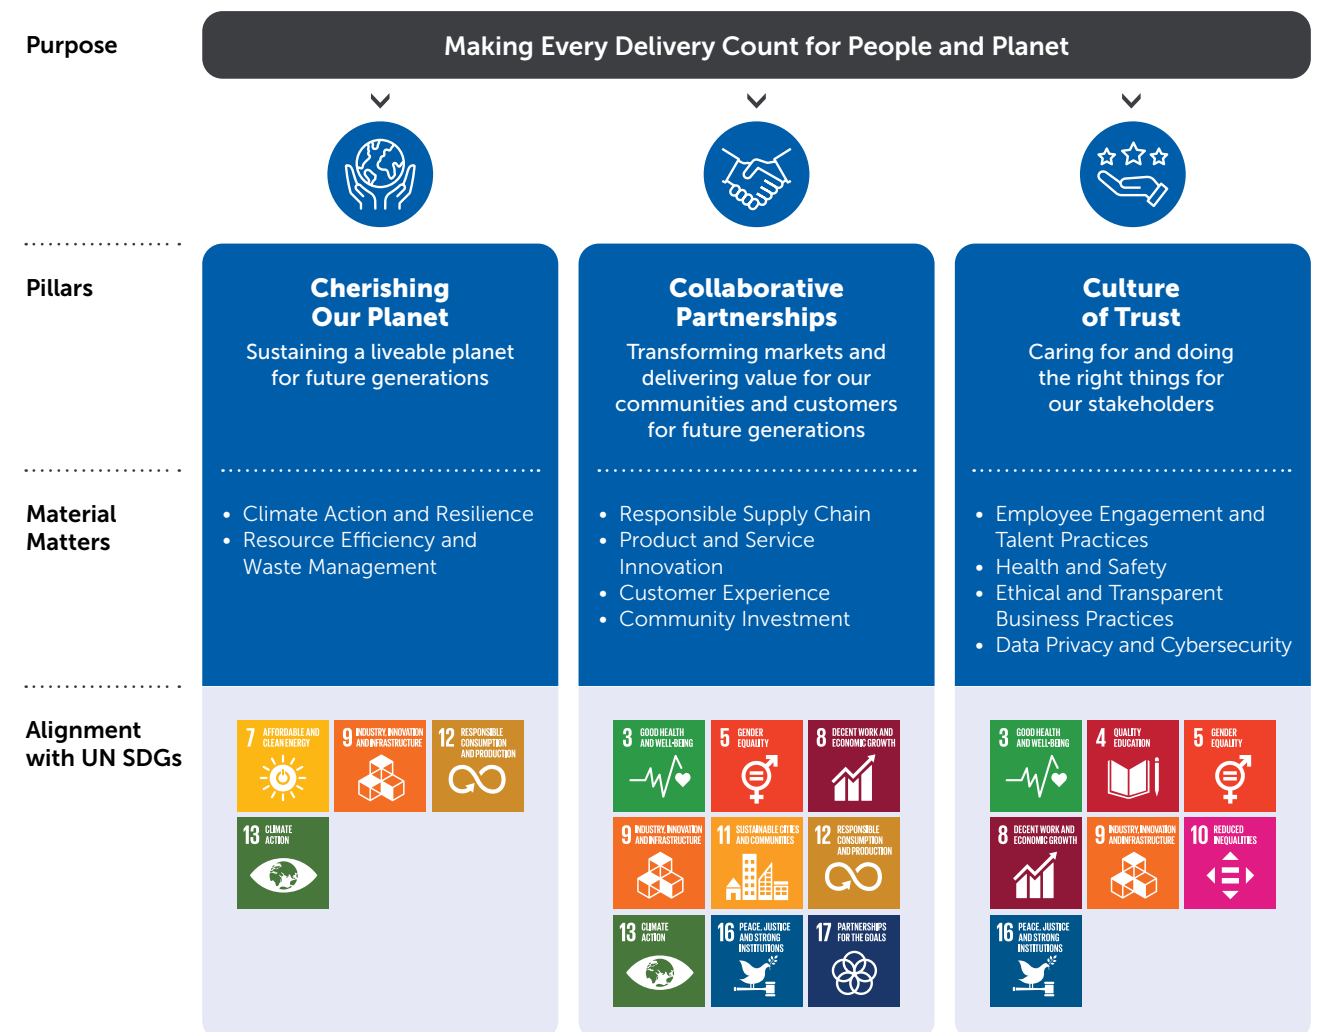 Purpose
Making Every Delivery Count for People and Planet
Pillars
Cherishing
Our Planet
Sustaining a liveable planet
for future generations
Collaborative
Partnerships
Transforming markets and
delivering value for our
communities and customers
for future generations
Culture
of Trust
Caring for and doing
the right things for
our stakeholders
Material
Matters
• Climate Action and Resilience
• Resource Efficiency and
Waste Management
• Responsible Supply Chain
• Product and Service
Innovation
• Customer Experience
• Community Investment
• Employee Engagement and
Talent Practices
• Health and Safety
• Ethical and Transparent
Business Practices
• Data Privacy and Cybersecurity
Alignment
with UN SDGs
7 AFFORDABLE AND
CLEAN ENERGY
9 INDUSTRY, INNOVATION
AND INFRASTRUCTURE
12 RESPONSIBLE
CONSUMPTION
AND PRODUCTION
13 CLIMATE
ACTION
3 GOOD HEALTH
AND WELL-BEING
5 GENDER
EQUALITY
8 DECENT WORK AND
ECONOMIC GROWTH
9 INDUSTRY, INNOVATION
AND INFRASTRUCTURE
11 SUSTAINABLE CITIES
AND COMMUNITIES
12 RESPONSIBLE
CONSUMPTION
AND PRODUCTION
13 CLIMATE
ACTION
16 PEACE, JUSTICE
AND STRONG
INSTITUTIONS
17 PARTNERSHIPS
FOR THE GOALS
3 GOOD HEALTH
AND WELL-BEING
4 QUALITY
EDUCATION
5 GENDER
EQUALITY
8 DECENT WORK AND
ECONOMIC GROWTH
9 INDUSTRY, INNOVATION
AND INFRASTRUCTURE
10 REDUCED
INEQUALITIES
16 PEACE, JUSTICE
AND STRONG
INSTITUTIONS